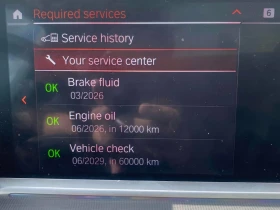 Required services
6
Service history
Your service center
OK Brake fluid
03/2026
OK Engine oil
06/2026, in 12000 km
OK Vehicle check
06/2029, in 60000 km